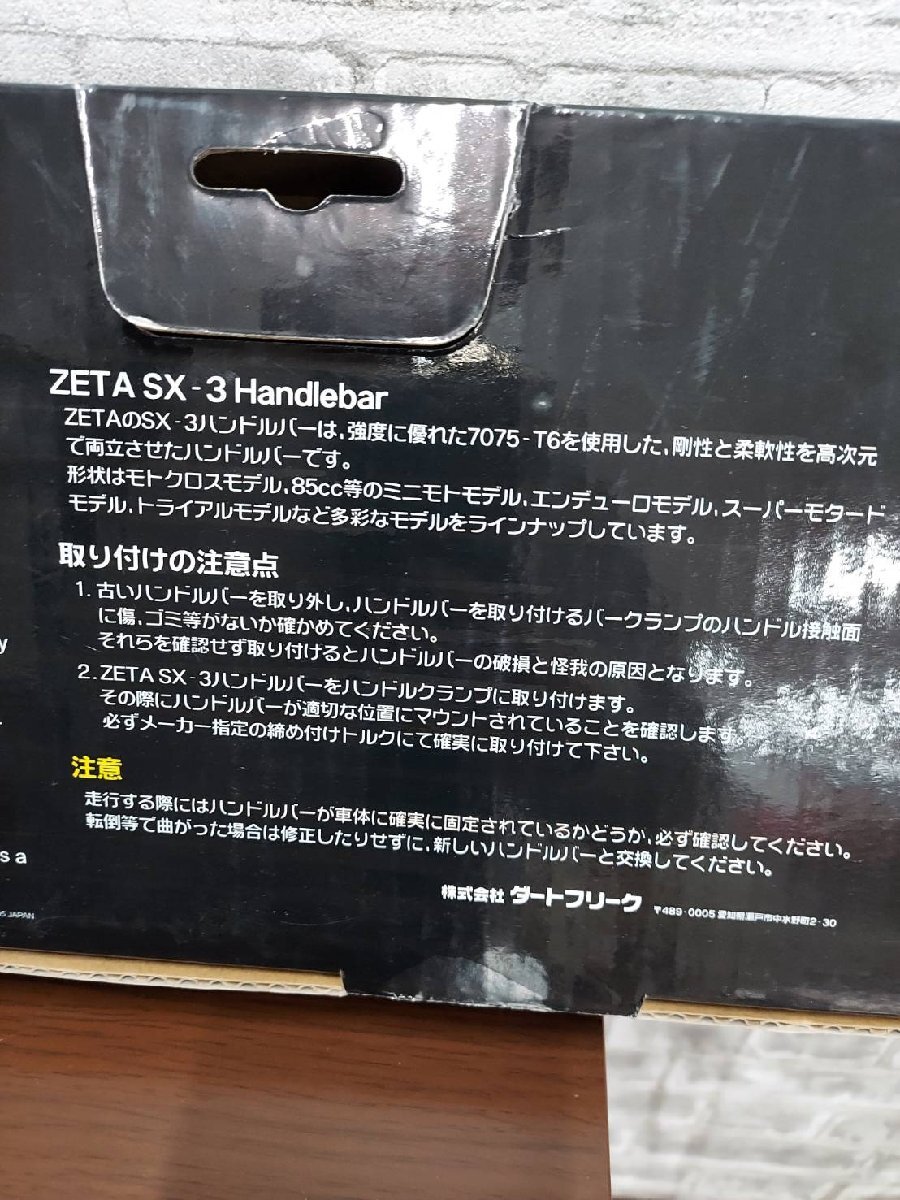 ZETA SX-3 Handlebar
ZETAのSX-3ハンドルバーは,強度に優れた7075-T6を使用した,剛性と柔軟性を高次元
で両立させたハンドルバーです。
形状はモトクロスモデル,85cc等のミニモトモデル,エンデューロモデル,スーパーモタード
モデル,トライアルモデルなど多彩なモデルをラインナップしています。
取り付けの注意点
1. 古いハンドルバーを取り外し,ハンドルバーを取り付けるバークランプのハンドル接触面
に傷,ゴミ等がないか確かめてください。
それらを確認せず取り付けるとハンドルバーの破損と怪我の原因となります。
2. ZETA SX-3ハンドルバーをハンドルクランプに取り付けます。
その際にハンドルバーが適切な位置にマウントされていることを確認します。
必ずメーカー指定の締め付けトルクにて確実に取り付けて下さい。
注意
走行する際にはハンドルバーが車体に確実に固定されているかどうか,必ず確認してください。
転倒等で曲がった場合は修正したりせずに,新しいハンドルバーと交換してください。
株式会社 ダートフリーク 〒489-0005 愛知県瀬戸市中水野町2-30
y
s a
JAPAN